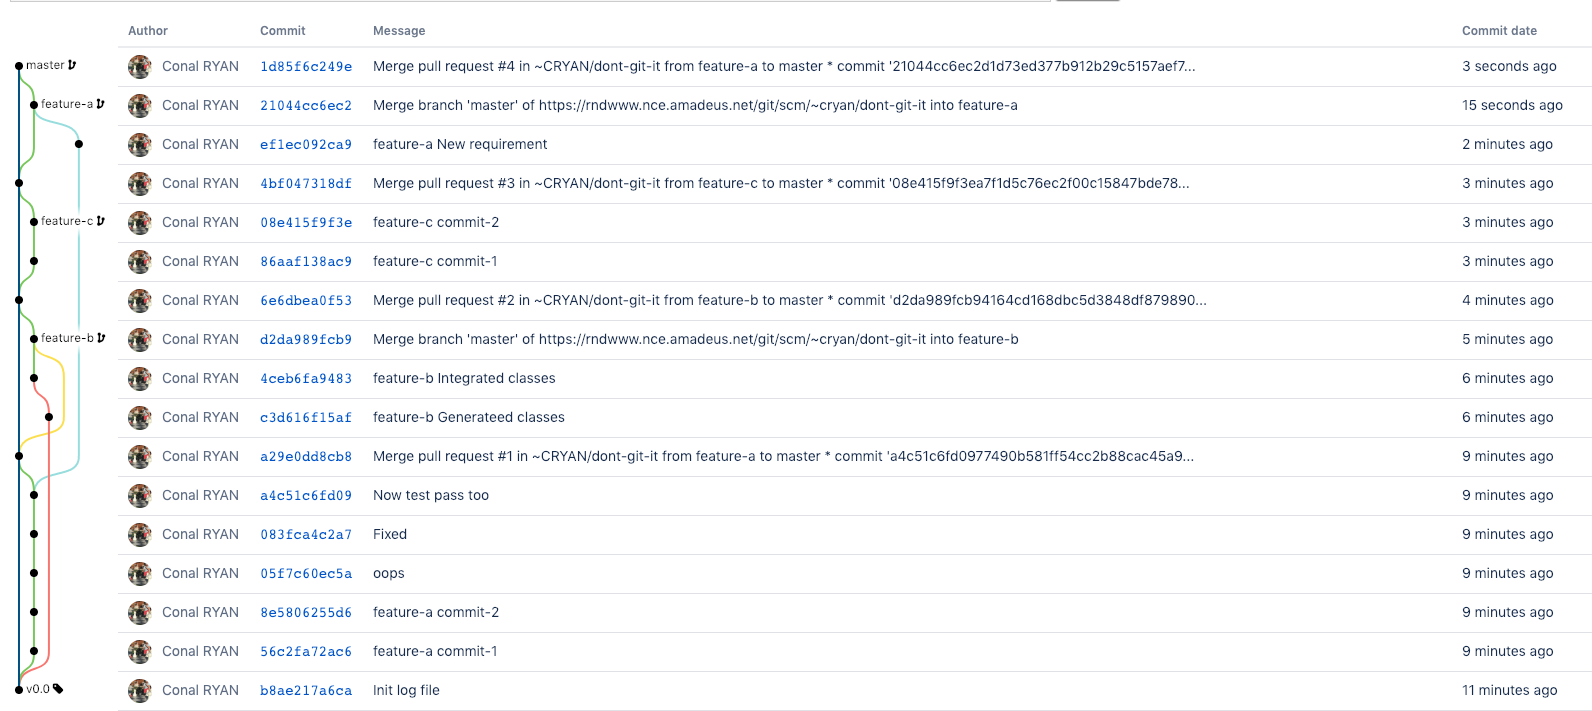 Author Commit Message Commit date
master Conal RYAN 1d85f6c249e Merge pull request #4 in ~CRYAN/dont-git-it from feature-a to master * commit '21044cc6ec2d1d73ed377b912b29c5157aef7... 3 seconds ago
feature-a Conal RYAN 21044cc6ec2 Merge branch 'master' of https://rndwww.nce.amadeus.net/git/scm/~cryan/dont-git-it into feature-a 15 seconds ago
Conal RYAN ef1ec092ca9 feature-a New requirement 2 minutes ago
Conal RYAN 4bf047318df Merge pull request #3 in ~CRYAN/dont-git-it from feature-c to master * commit '08e415f9f3ea7f1d5c76ec2f00c15847bde78... 3 minutes ago
feature-c Conal RYAN 08e415f9f3e feature-c commit-2 3 minutes ago
Conal RYAN 86aaf138ac9 feature-c commit-1 3 minutes ago
Conal RYAN 6e6dbea0f53 Merge pull request #2 in ~CRYAN/dont-git-it from feature-b to master * commit 'd2da989fcb94164cd168dbc5d3848df879890... 4 minutes ago
feature-b Conal RYAN d2da989fcb9 Merge branch 'master' of https://rndwww.nce.amadeus.net/git/scm/~cryan/dont-git-it into feature-b 5 minutes ago
Conal RYAN 4ceb6fa9483 feature-b Integrated classes 6 minutes ago
Conal RYAN c3d616f15af feature-b Generateed classes 6 minutes ago
Conal RYAN a29e0dd8cb8 Merge pull request #1 in ~CRYAN/dont-git-it from feature-a to master * commit 'a4c51c6fd0977490b581ff54cc2b88cac45a9... 9 minutes ago
Conal RYAN a4c51c6fd09 Now test pass too 9 minutes ago
Conal RYAN 083fca4c2a7 Fixed 9 minutes ago
Conal RYAN 05f7c60ec5a oops 9 minutes ago
Conal RYAN 8e5806255d6 feature-a commit-2 9 minutes ago
Conal RYAN 56c2fa72ac6 feature-a commit-1 9 minutes ago
v0.0 Conal RYAN b8ae217a6ca Init log file 11 minutes ago